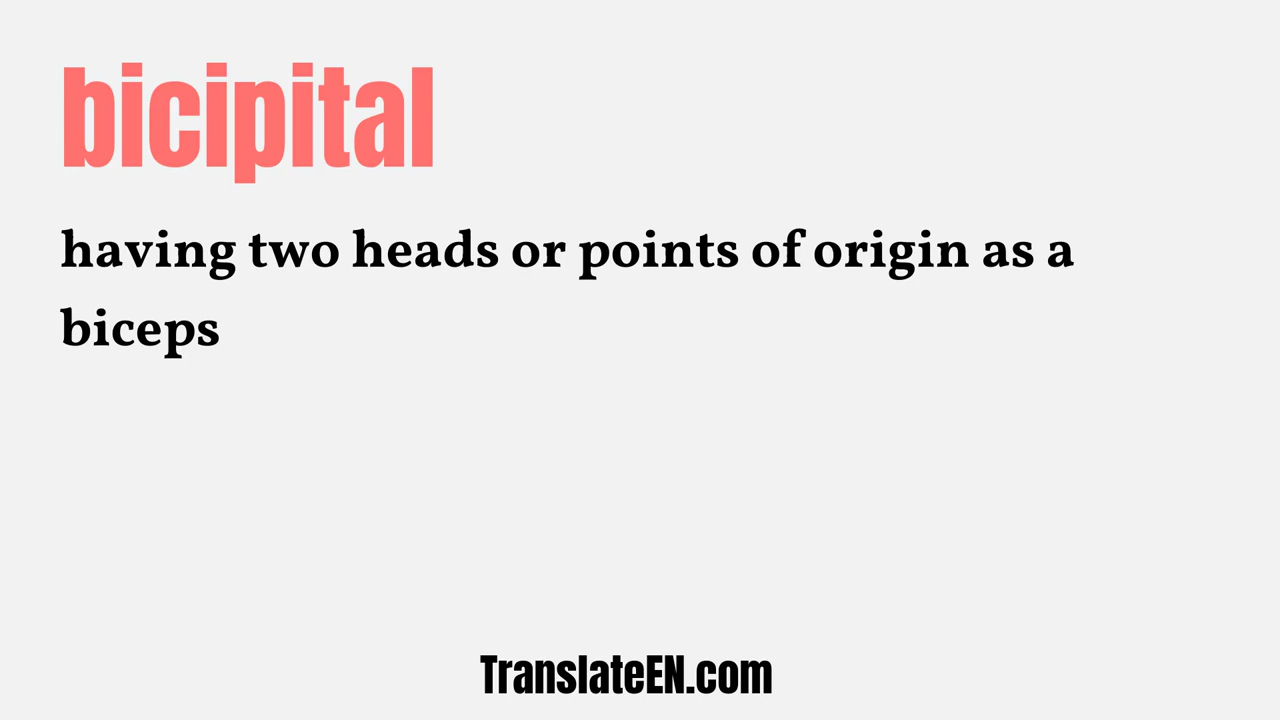 bicipital
having two heads or points of origin as a
biceps
TranslateEN.com